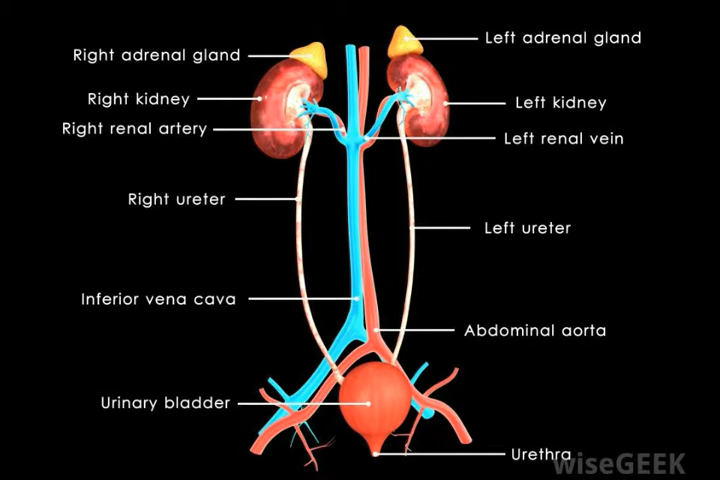 Right adrenal gland
Left adrenal gland
Right kidney
Left kidney
Right renal artery
Left renal vein
Right ureter
Left ureter
Inferior vena cava
Abdominal aorta
Urinary bladder
Urethra
wiseGEEK